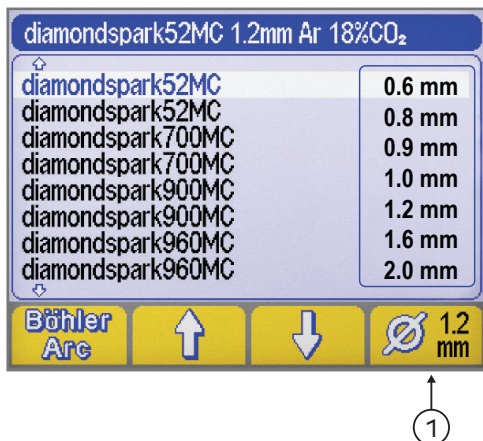 diamondspark52MC 1.2mm Ar 18%CO₂
diamondspark52MC
diamondspark52MC
diamondspark700MC
diamondspark700MC
diamondspark900MC
diamondspark900MC
diamondspark960MC
diamondspark960MC
0.6 mm
0.8 mm
0.9 mm
1.0 mm
1.2 mm
1.6 mm
2.0 mm
Böhler
Arc
Ø 1.2
mm
1